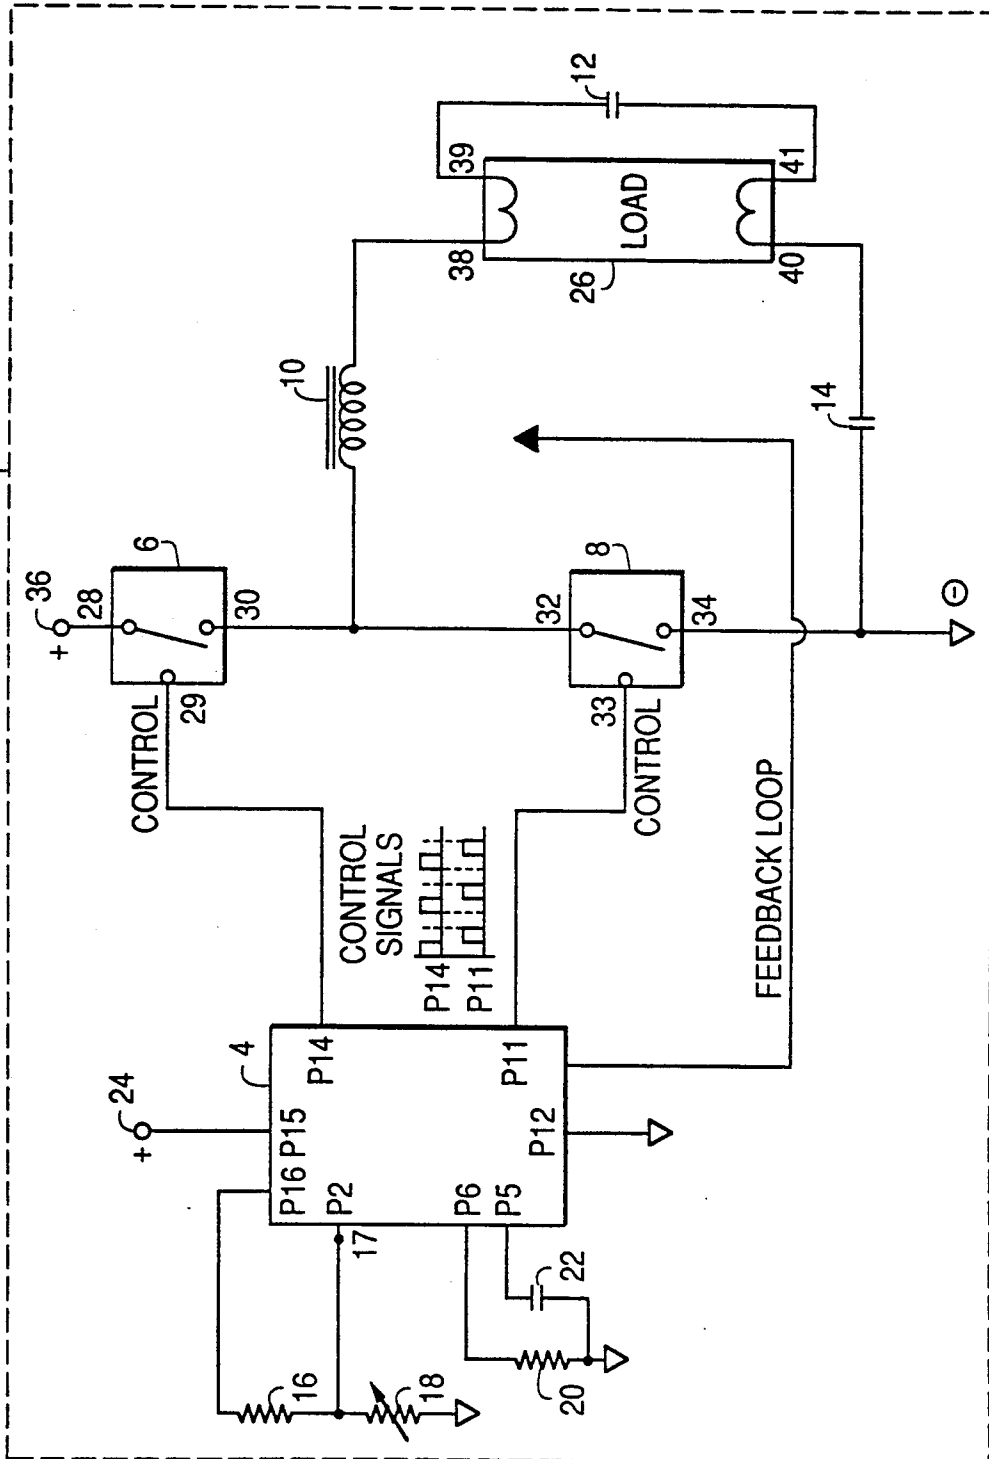 36
+
28
6
30
29
CONTROL
10
38
39
12
LOAD
26
40
41
14
32
8
34
33
CONTROL
⊖
CONTROL
SIGNALS
P14
P11
FEEDBACK LOOP
24
+
4
P16 P15
P14
P2
17
P6
P5
P11
P12
16
18
22
20